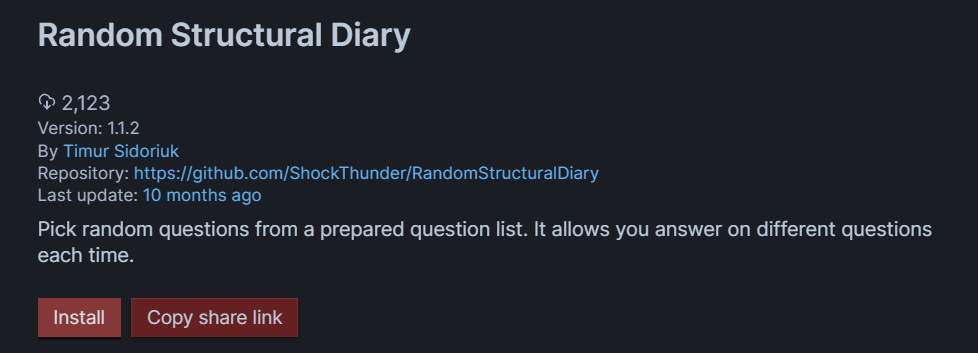 Random Structural Diary
2,123
Version: 1.1.2
By Timur Sidoriuk
Repository: https://github.com/ShockThunder/RandomStructuralDiary
Last update: 10 months ago
Pick random questions from a prepared question list. It allows you answer on different questions
each time.
Install
Copy share link